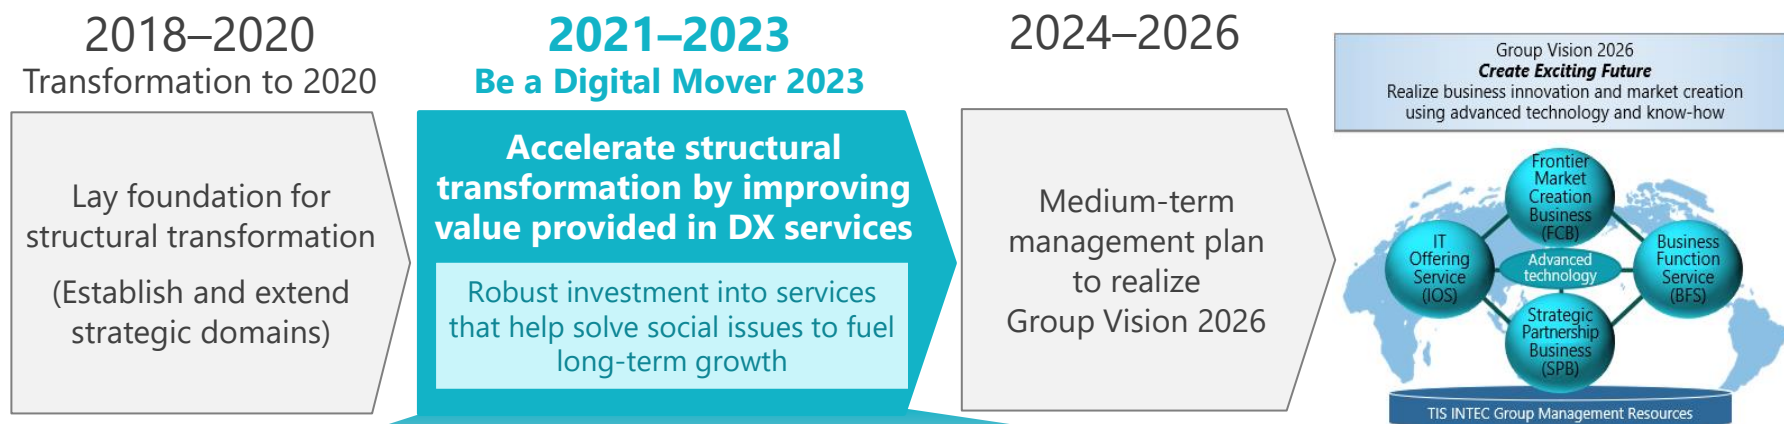 2018–2020
Transformation to 2020
Lay foundation for
structural transformation
(Establish and extend
strategic domains)
2021–2023
Be a Digital Mover 2023
Accelerate structural
transformation by improving
value provided in DX services
Robust investment into services
that help solve social issues to fuel
long-term growth
2024–2026
Medium-term
management plan
to realize
Group Vision 2026
Group Vision 2026
Create Exciting Future
Realize business innovation and market creation
using advanced technology and know-how
Frontier
Market
Creation
Business
(FCB)
IT
Offering
Service
(IOS)
Advanced
technology
Business
Function
Service
(BFS)
Strategic
Partnership
Business
(SPB)
TIS INTEC Group Management Resources